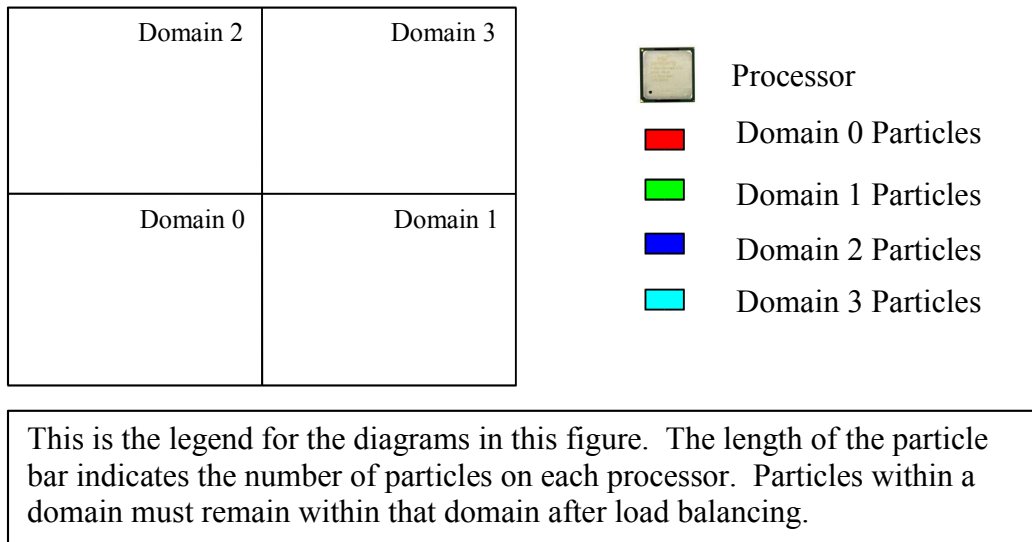 Domain 2
Domain 3
Domain 0
Domain 1
Processor
Domain 0 Particles
Domain 1 Particles
Domain 2 Particles
Domain 3 Particles
This is the legend for the diagrams in this figure.  The length of the particle
bar indicates the number of particles on each processor.  Particles within a
domain must remain within that domain after load balancing.